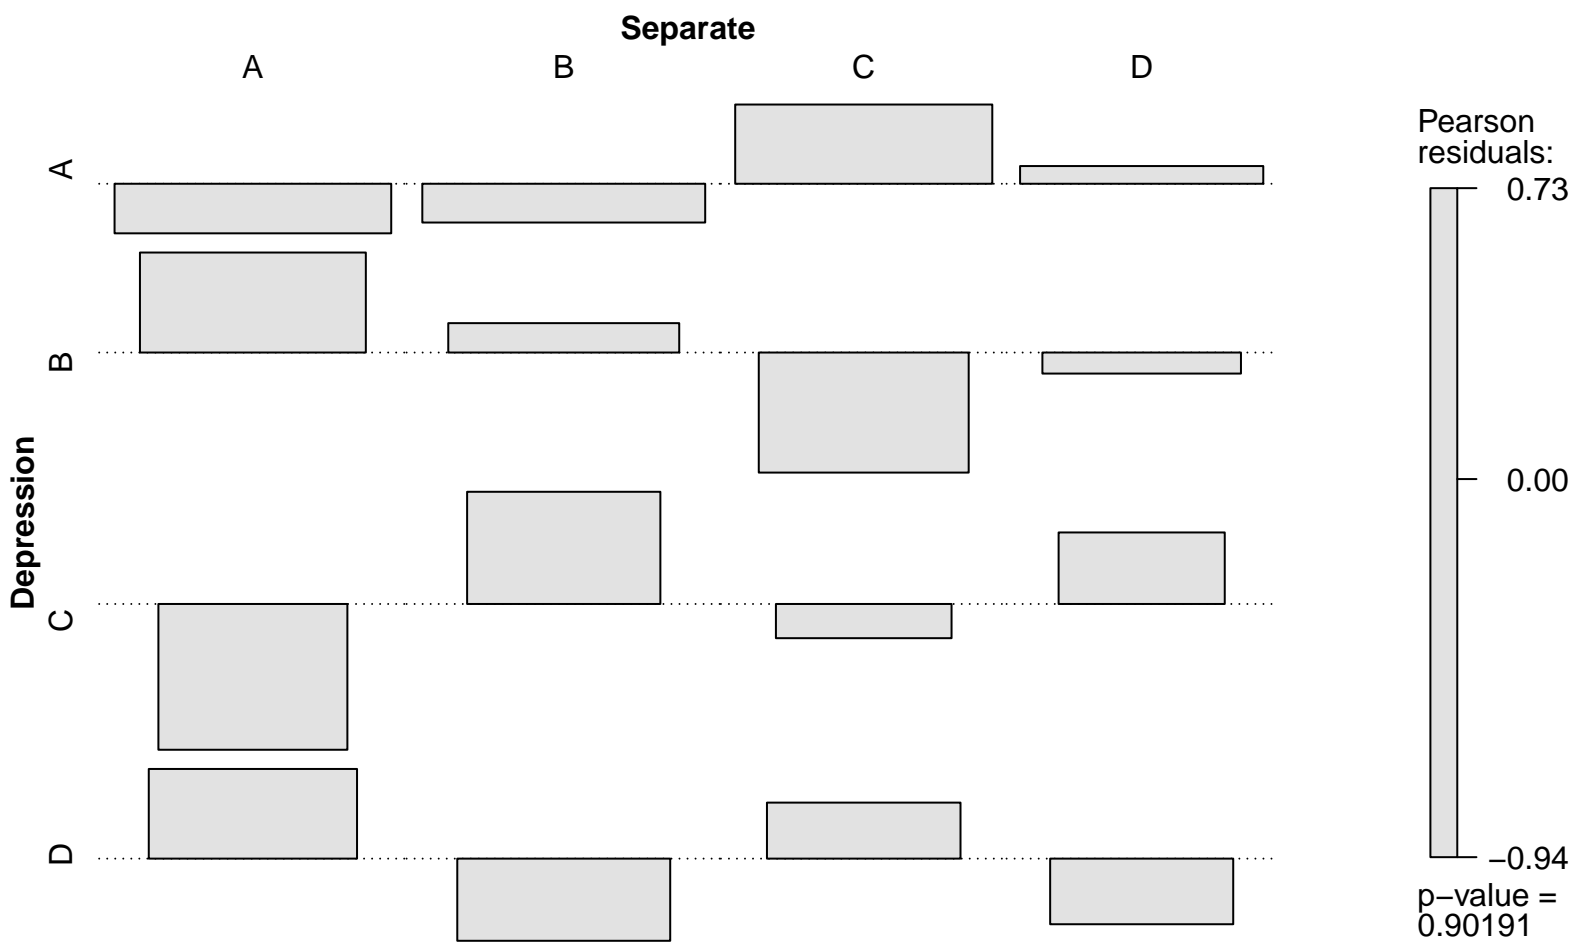 Separate
A B C D
Pearson
residuals:
0.73
0.00
−0.94
p−value =
0.90191
Depression
A
B
C
D